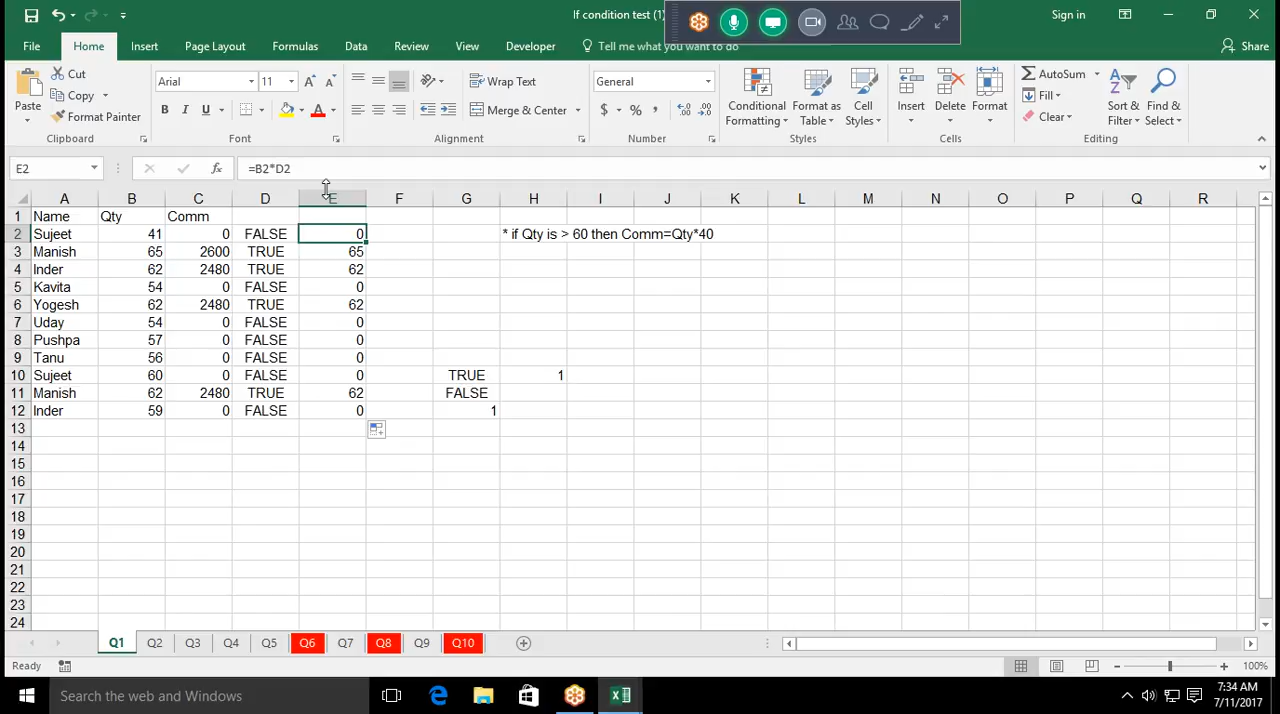 If condition test (1)
Sign in
File Home Insert Page Layout Formulas Data Review View Developer Tell me what you want to do Share
Paste Cut Copy Format Painter
Arial 11
B I U A
Wrap Text
Merge & Center
General
$ % ,
Conditional Formatting Format as Table Cell Styles
Insert Delete Format
AutoSum Fill Clear
Sort & Filter Find & Select
Clipboard Font Alignment Number Styles Cells Editing
E2 fx =B2*D2
A B C D E F G H I J K L M N O P Q R
1 Name Qty Comm
2 Sujeet 41 0 FALSE 0 * if Qty is > 60 then Comm=Qty*40
3 Manish 65 2600 TRUE 65
4 Inder 62 2480 TRUE 62
5 Kavita 54 0 FALSE 0
6 Yogesh 62 2480 TRUE 62
7 Uday 54 0 FALSE 0
8 Pushpa 57 0 FALSE 0
9 Tanu 56 0 FALSE 0
10 Sujeet 60 0 FALSE 0 TRUE 1
11 Manish 62 2480 TRUE 62 FALSE
12 Inder 59 0 FALSE 0 1
13
14
15
16
17
18
19
20
21
22
23
24
Q1 Q2 Q3 Q4 Q5 Q6 Q7 Q8 Q9 Q10
Ready 100%
Search the web and Windows
7:34 AM
7/11/2017